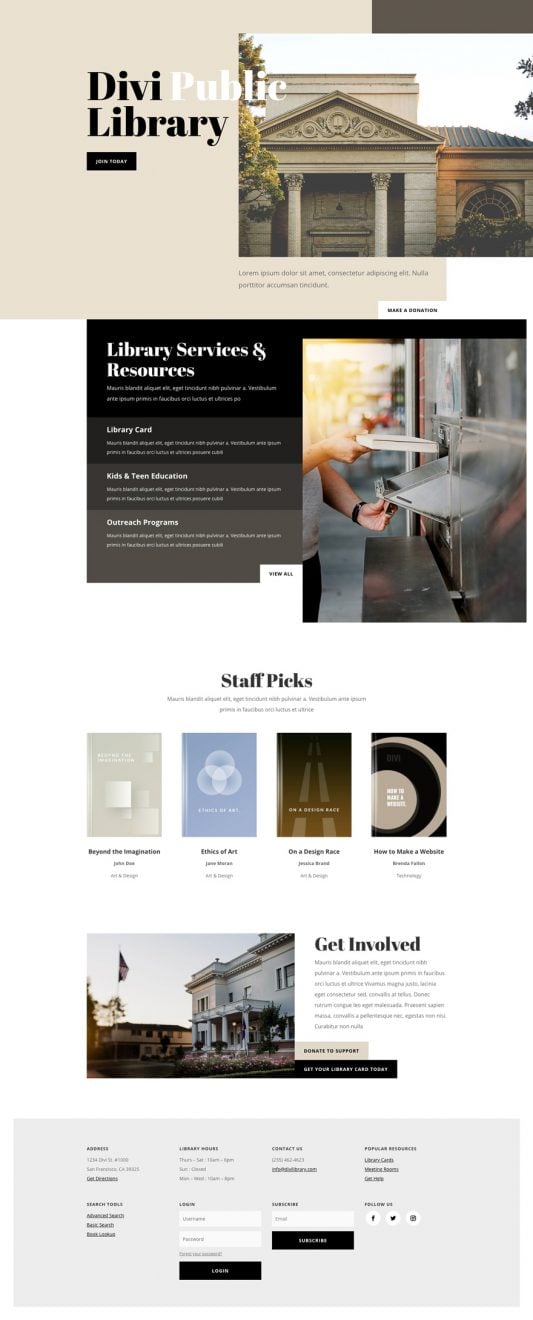 Divi Public
Library
JOIN TODAY
Lorem ipsum dolor sit amet, consectetur adipiscing elit. Nulla
porttitor accumsan tincidunt.
MAKE A DONATION
Library Services &
Resources
Mauris blandit aliquet elit, eget tincidunt nibh pulvinar a. Vestibulum
ante ipsum primis in faucibus orci luctus et ultrices po
Library Card
Mauris blandit aliquet elit, eget tincidunt nibh pulvinar a. Vestibulum ante ipsum
primis in faucibus orci luctus et ultrices posuere cubili
Kids & Teen Education
Mauris blandit aliquet elit, eget tincidunt nibh pulvinar a. Vestibulum ante ipsum
primis in faucibus orci luctus et ultrices posuere cubili
Outreach Programs
Mauris blandit aliquet elit, eget tincidunt nibh pulvinar a. Vestibulum ante ipsum
primis in faucibus orci luctus et ultrices posuere cubili
VIEW ALL
Staff Picks
Mauris blandit aliquet elit, eget tincidunt nibh pulvinar a. Vestibulum ante ipsum
primis in faucibus orci luctus et ultrice
BEOYND THE
IMAGINATION
ETHICS OF ART.
ON A DESIGN RACE
DIVI
HOW TO
MAKE A
WEBSITE.
Beyond the Imagination
John Doe
Art & Design
Ethics of Art
Jane Moran
Art & Design
On a Design Race
Jessica Brand
Art & Design
How to Make a Website
Brenda Fallon
Technology
Get Involved
Mauris blandit aliquet elit, eget tincidunt nibh
pulvinar a. Vestibulum ante ipsum primis in faucibus
orci luctus et ultrice Vivamus magna justo, lacinia
eget consectetur sed, convallis at tellus. Donec
rutrum congue leo eget malesuada. Praesent sapien
massa, convallis a pellentesque nec, egestas non nisi.
Curabitur non nulla
DONATE TO SUPPORT
GET YOUR LIBRARY CARD TODAY
ADDRESS
1234 Divi St. #1000
San Francisco, CA 39325
Get Directions
LIBRARY HOURS
Thurs – Sat : 10am – 6pm
Sun : Closed
Mon – Wed : 10am – 8pm
CONTACT US
(255) 462-4623
info@divilibrary.com
POPULAR RESOURCES
Library Cards
Meeting Rooms
Get Help
SEARCH TOOLS
Advanced Search
Basic Search
Book Lookup
LOGIN
Username
Password
Forgot your password?
LOGIN
SUBSCRIBE
Email
SUBSCRIBE
FOLLOW US